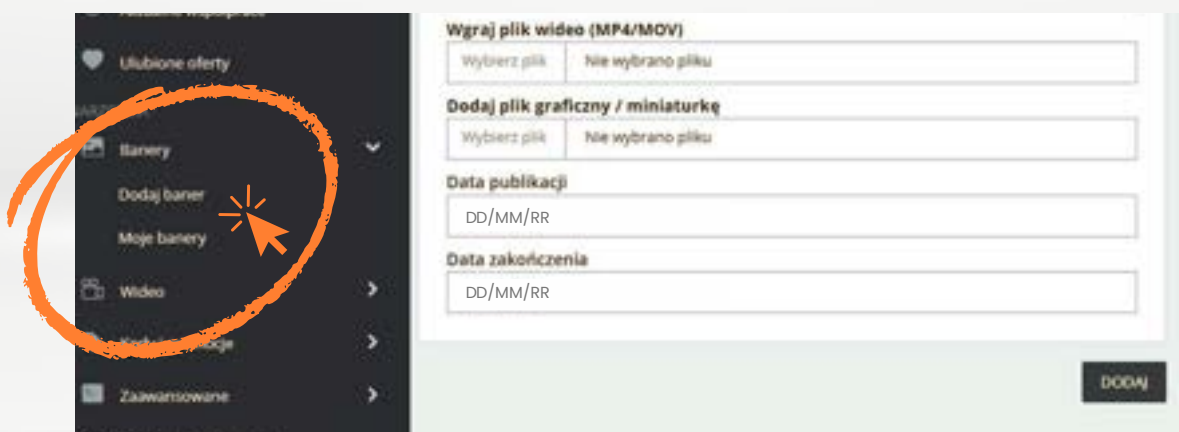 Ulubione oferty
Banery
Dodaj baner
Moje banery
Wideo
Zaawansowane
Wgraj plik wideo (MP4/MOV)
Wybierz plik Nie wybrano pliku
Dodaj plik graficzny / miniaturkę
Wybierz plik Nie wybrano pliku
Data publikacji
DD/MM/RR
Data zakończenia
DD/MM/RR
DODAJ